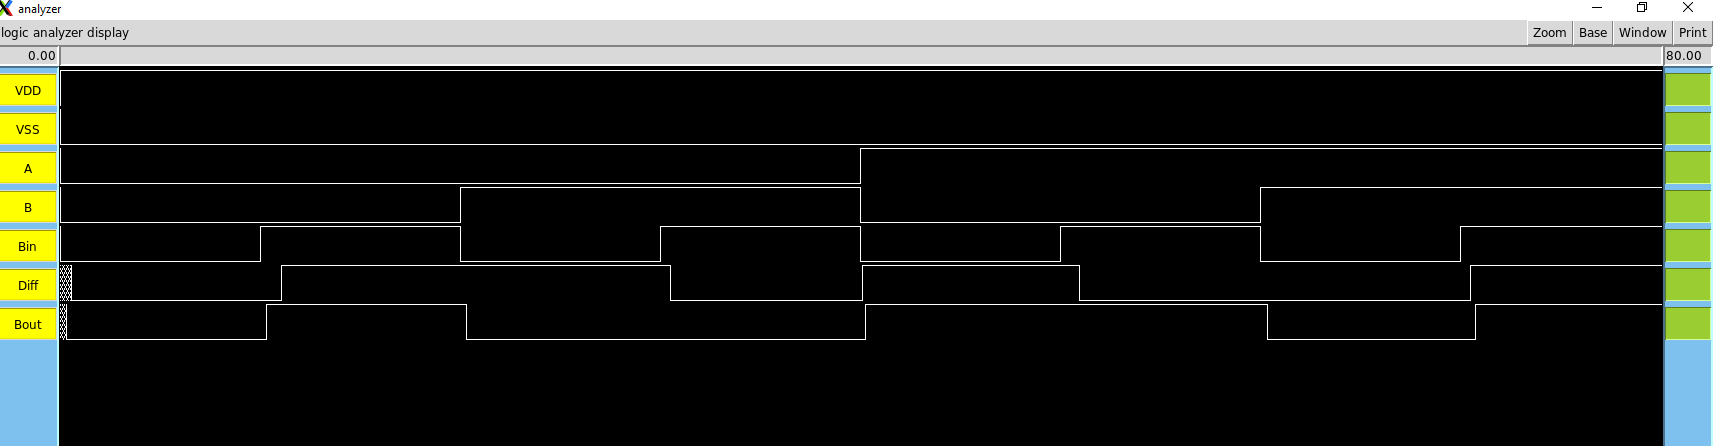 analyzer
logic analyzer display Zoom Base Window Print
0.00 80.00
VDD
VSS
A
B
Bin
Diff
Bout